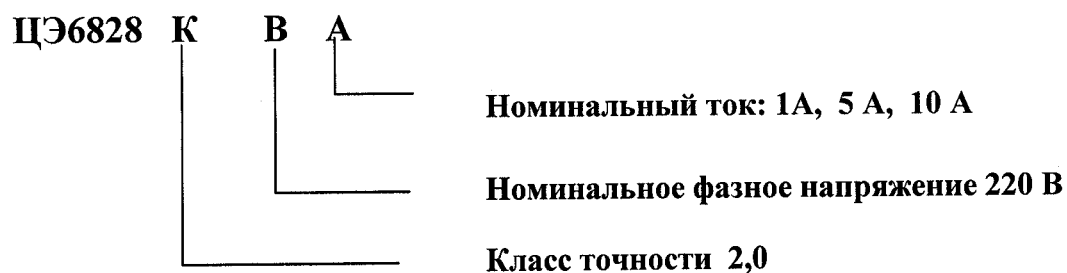 ЦЭ6828 К В А
Номинальный ток: 1А, 5 А, 10 А
Номинальное фазное напряжение 220 В
Класс точности 2,0